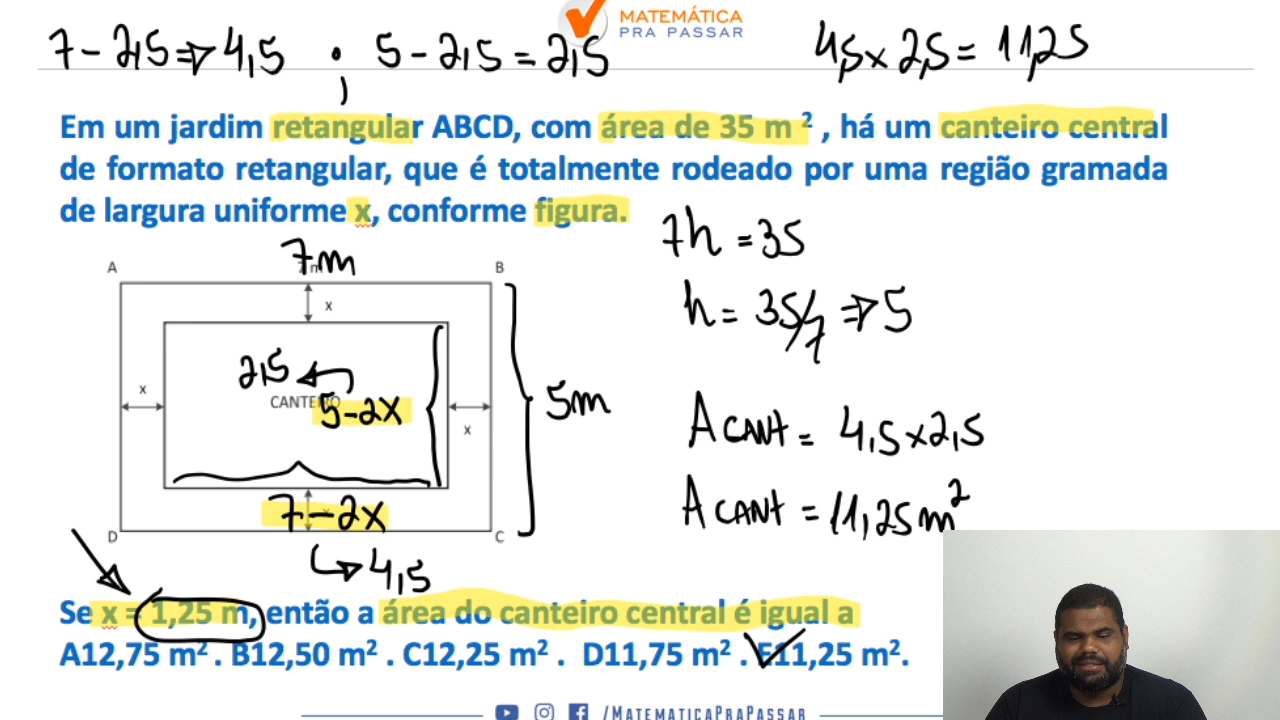 MATEMÁTICA
PRA PASSAR
7 - 2,5 ⇒ 4,5 ; 5 - 2,5 = 2,5
4,5 x 2,5 = 11,25
Em um jardim retangular ABCD, com área de 35 m ², há um canteiro central
de formato retangular, que é totalmente rodeado por uma região gramada
de largura uniforme x, conforme figura.
7h = 35
h = 35/7 ⇒ 5
A 7m B
x
2,5
x
CANTEIRO
5-2x
5m
x
7-2x
D C
4,5
A CANT = 4,5 x 2,5
A CANT = 11,25 m²
Se x = 1,25 m, então a área do canteiro central é igual a
A12,75 m² . B12,50 m² . C12,25 m² . D11,75 m² . E11,25 m².
/MATEMATICAPRAPASSAR